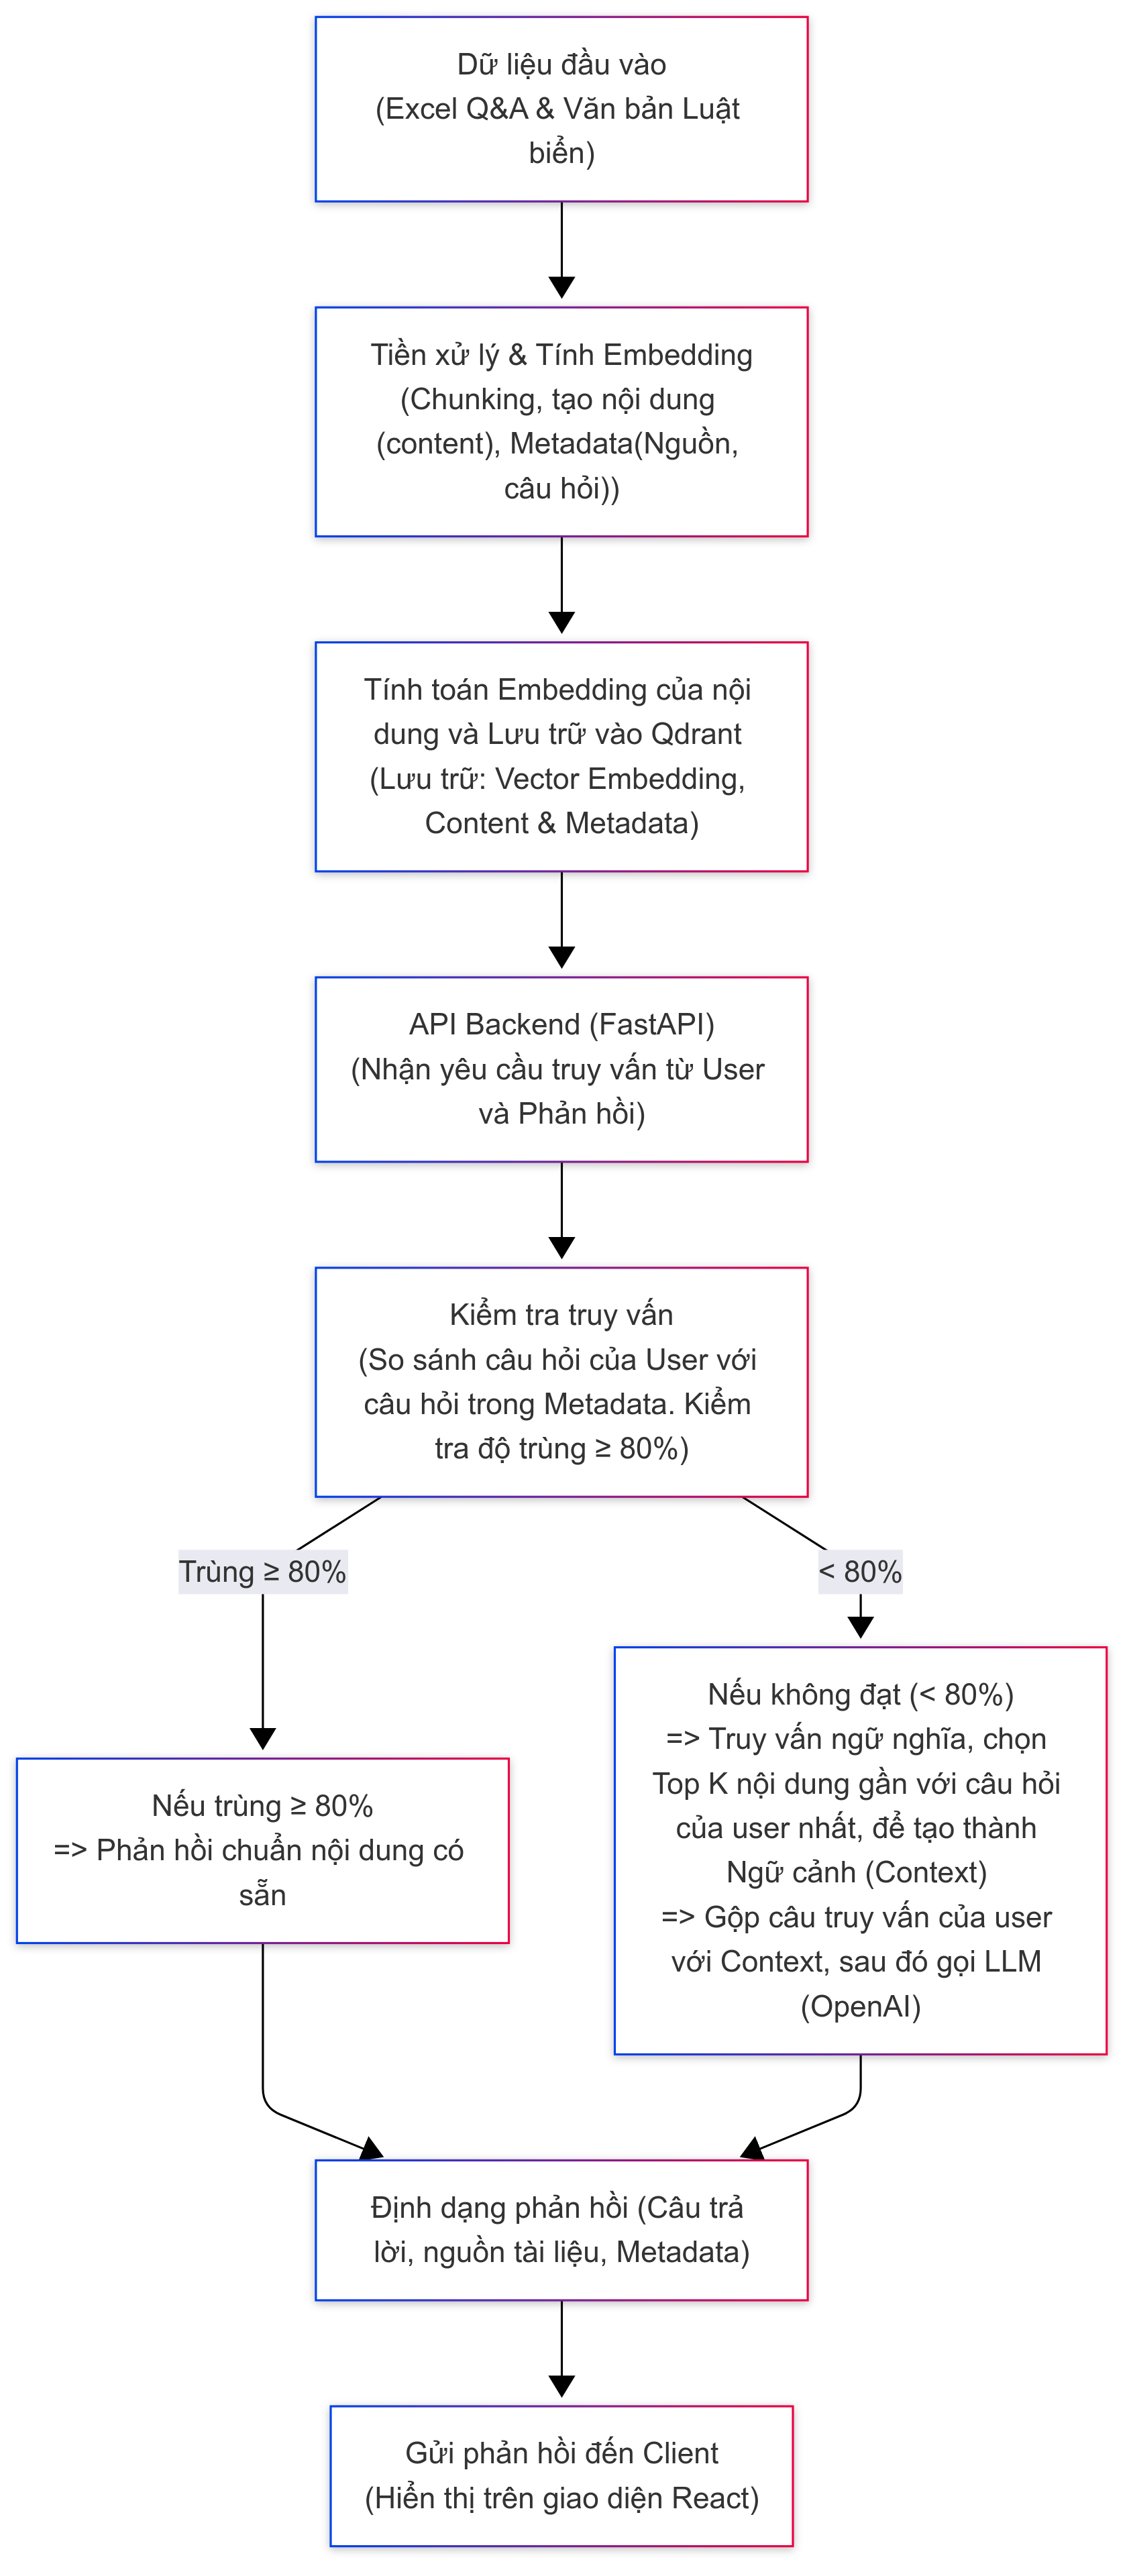 Dữ liệu đầu vào
(Excel Q&A & Văn bản Luật
biển)
Tiền xử lý & Tính Embedding
(Chunking, tạo nội dung
(content), Metadata(Nguồn,
câu hỏi))
Tính toán Embedding của nội
dung và Lưu trữ vào Qdrant
(Lưu trữ: Vector Embedding,
Content & Metadata)
API Backend (FastAPI)
(Nhận yêu cầu truy vấn từ User
và Phản hồi)
Kiểm tra truy vấn
(So sánh câu hỏi của User với
câu hỏi trong Metadata. Kiểm
tra độ trùng ≥ 80%)
Trùng ≥ 80%
< 80%
Nếu trùng ≥ 80%
=> Phản hồi chuẩn nội dung có
sẵn
Nếu không đạt (< 80%)
=> Truy vấn ngữ nghĩa, chọn
Top K nội dung gần với câu hỏi
của user nhất, để tạo thành
Ngữ cảnh (Context)
=> Gộp câu truy vấn của user
với Context, sau đó gọi LLM
(OpenAI)
Định dạng phản hồi (Câu trả
lời, nguồn tài liệu, Metadata)
Gửi phản hồi đến Client
(Hiển thị trên giao diện React)